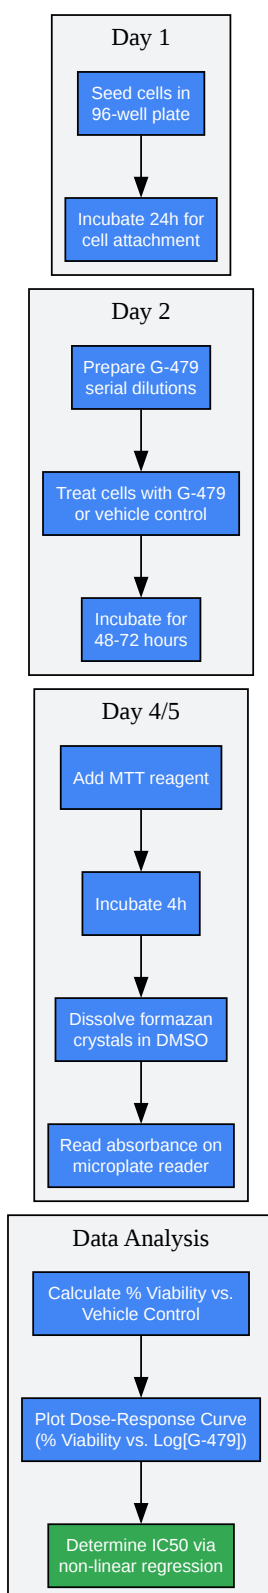 Day 1
Seed cells in
96-well plate
Incubate 24h for
cell attachment
Day 2
Prepare G-479
serial dilutions
Treat cells with G-479
or vehicle control
Incubate for
48-72 hours
Day 4/5
Add MTT reagent
Incubate 4h
Dissolve formazan
crystals in DMSO
Read absorbance on
microplate reader
Data Analysis
Calculate % Viability vs.
Vehicle Control
Plot Dose-Response Curve
(% Viability vs. Log[G-479])
Determine IC50 via
non-linear regression